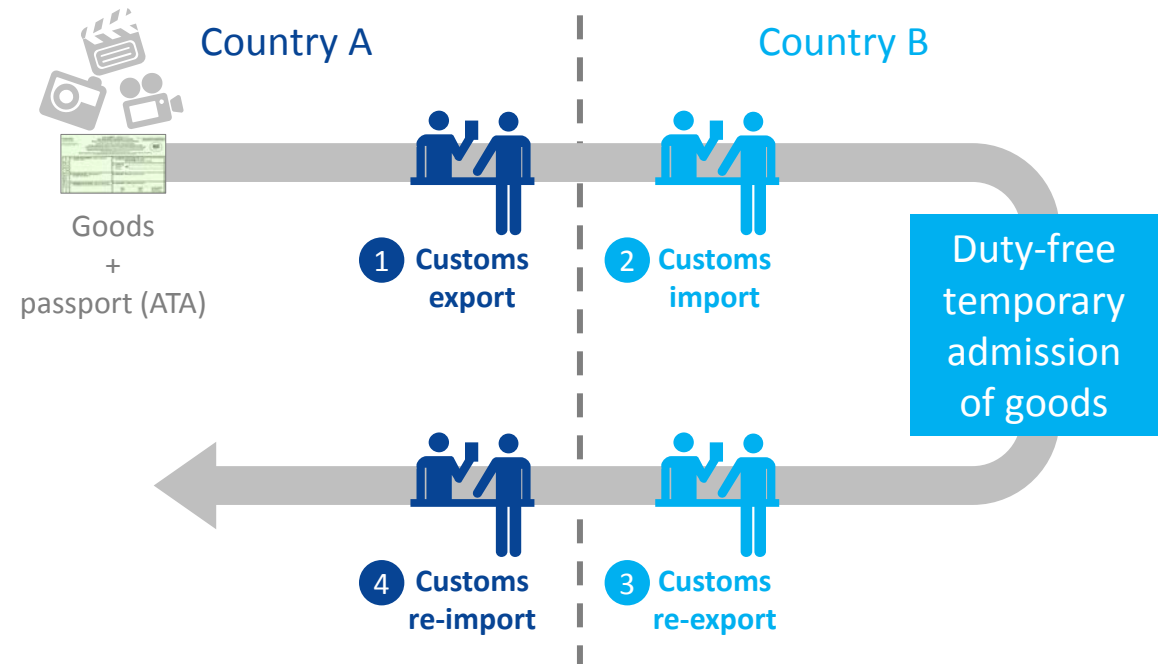 Country A
Country B
Goods
+
passport (ATA)
1 Customs
export
2 Customs
import
Duty-free
temporary
admission
of goods
4 Customs
re-import
3 Customs
re-export